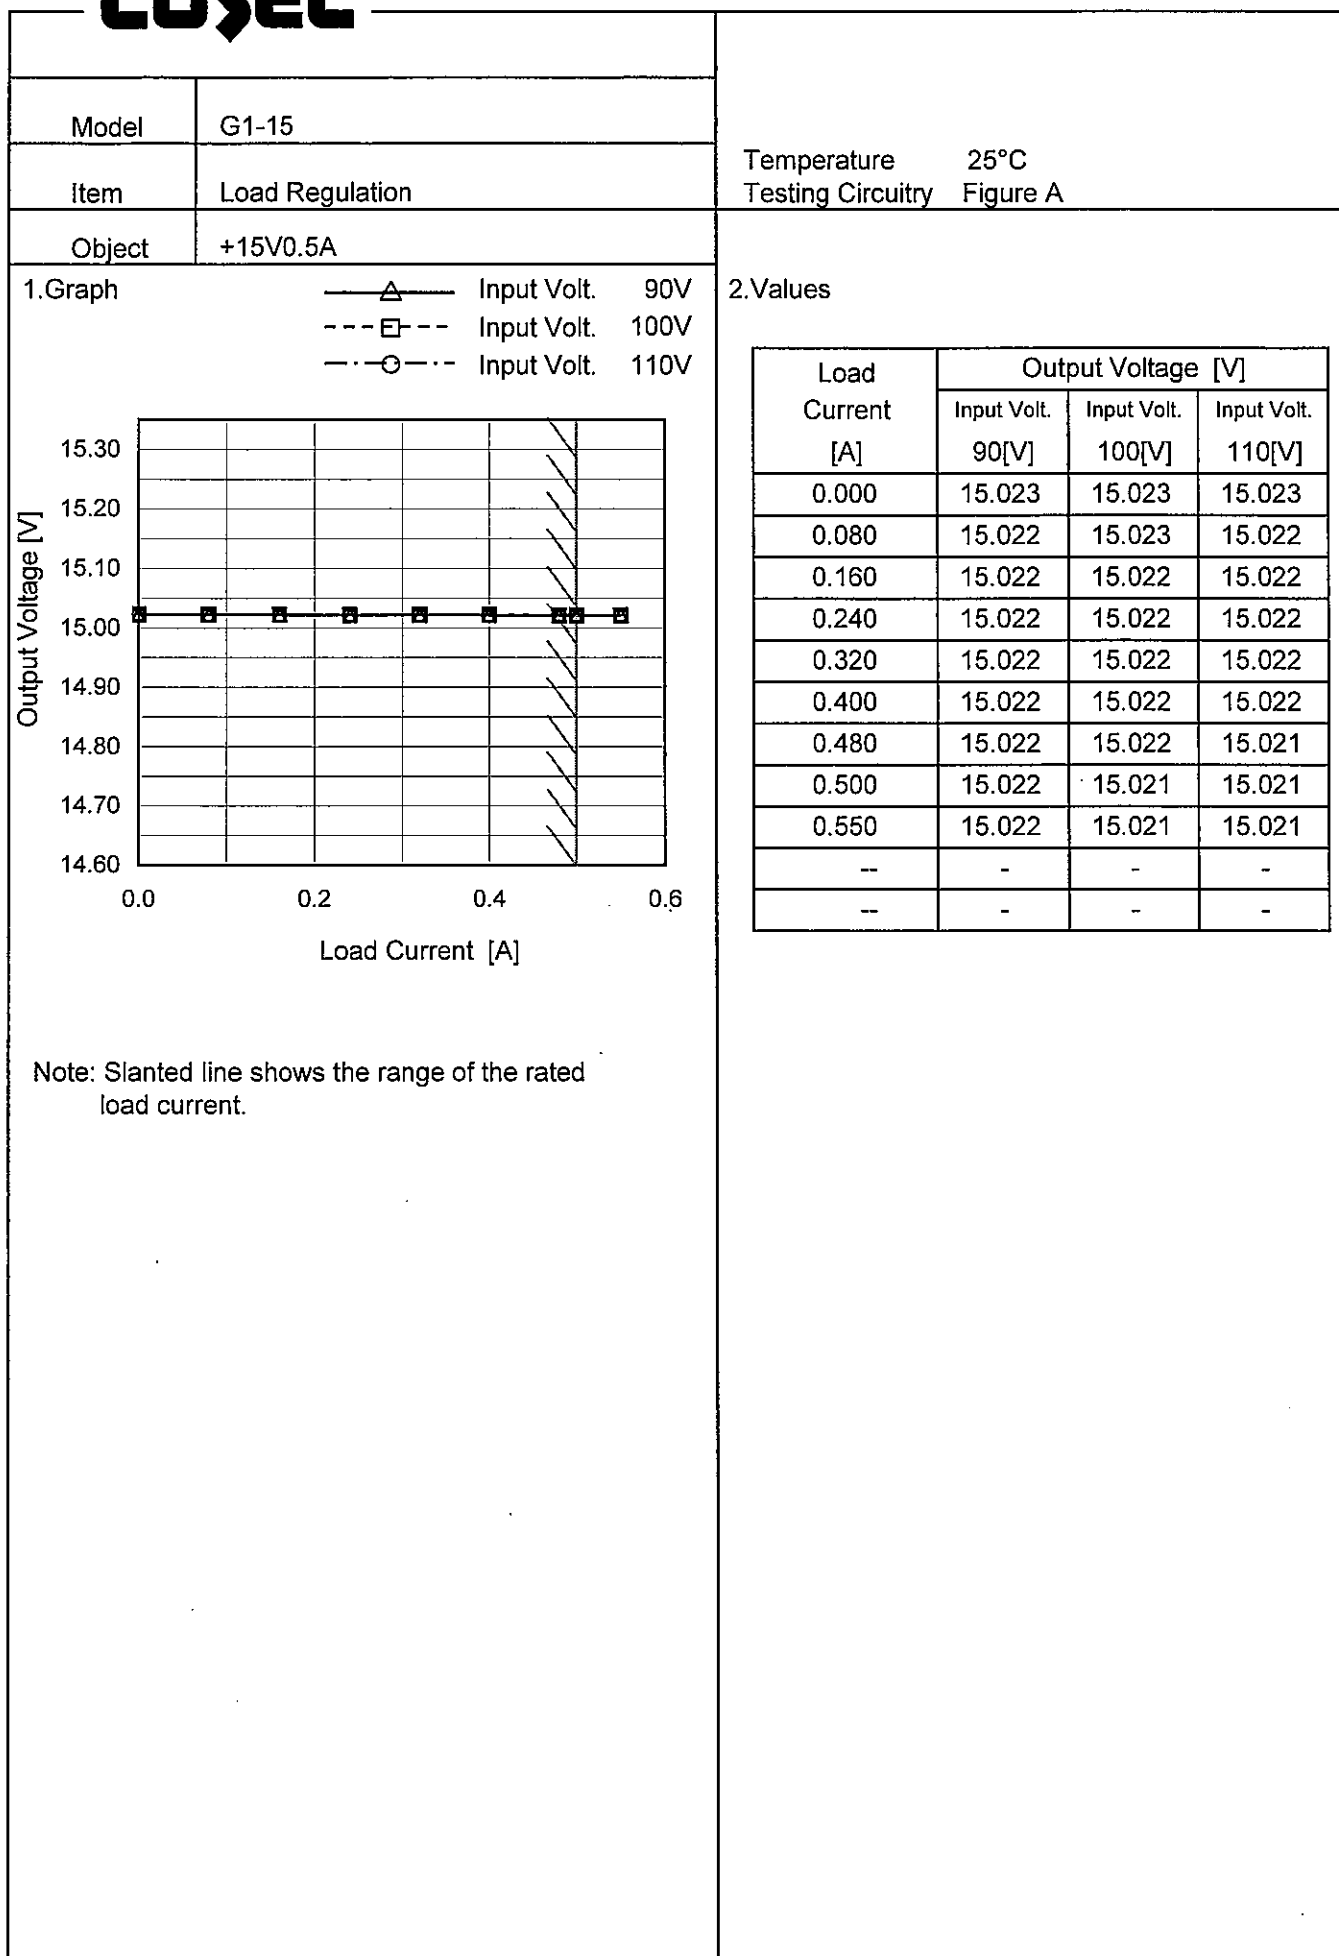 COSEL
Model G1-15
Item Load Regulation
Object +15V0.5A
Temperature 25°C
Testing Circuitry Figure A
1.Graph
Input Volt. 90V
Input Volt. 100V
Input Volt. 110V
Output Voltage [V]
15.30
15.20
15.10
15.00
14.90
14.80
14.70
14.60
0.0 0.2 0.4 0.6
Load Current [A]
Note: Slanted line shows the range of the rated
load current.
2.Values
Load Output Voltage [V]
Current Input Volt. Input Volt. Input Volt.
[A] 90[V] 100[V] 110[V]
0.000 15.023 15.023 15.023
0.080 15.022 15.023 15.022
0.160 15.022 15.022 15.022
0.240 15.022 15.022 15.022
0.320 15.022 15.022 15.022
0.400 15.022 15.022 15.022
0.480 15.022 15.022 15.021
0.500 15.022 15.021 15.021
0.550 15.022 15.021 15.021
-- - - -
-- - - -